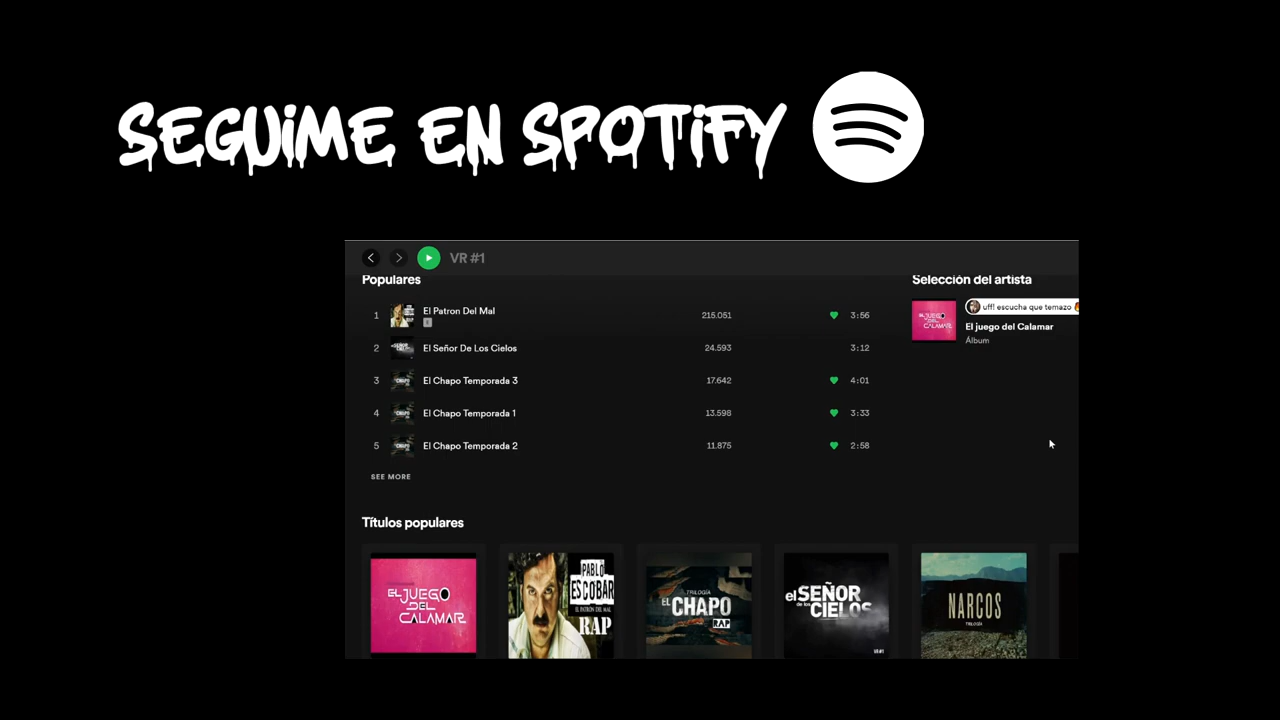 SEGUiME EN SPOTiFY
VR #1
Populares
1 El Patron Del Mal 215.051 3:56
E
2 El Señor De Los Cielos 24.593 3:12
3 El Chapo Temporada 3 17.642 4:01
4 El Chapo Temporada 1 13.598 3:33
5 El Chapo Temporada 2 11.875 2:58
SEE MORE
Selección del artista
uff! escucha que temazo
El juego del Calamar
Álbum
Títulos populares
EL JUEGO
DEL
CALAMAR
PABLO
ESCOBAR
EL PATRÓN DEL MAL
RAP
TRILOGÍA
EL CHAPO
RAP
el SEÑOR
de los CIELOS
VR#1
NARCOS
TRILOGÍA